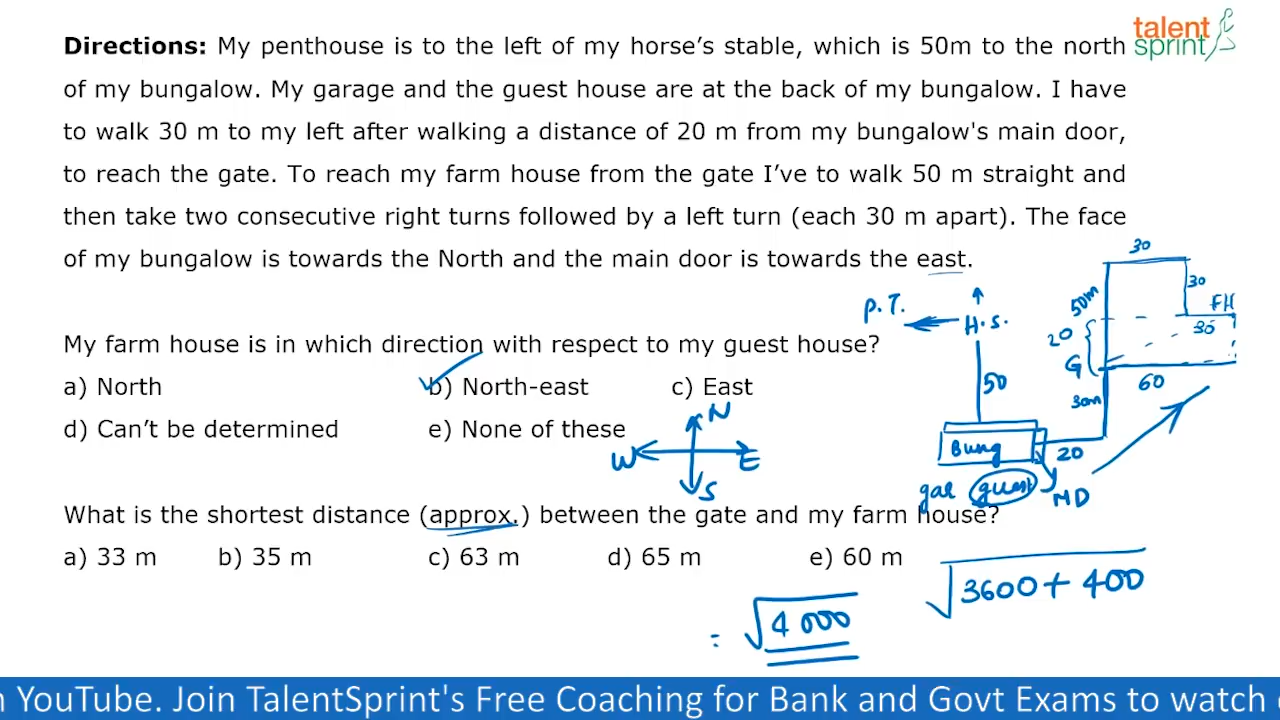 talent
sprint
Directions: My penthouse is to the left of my horse's stable, which is 50m to the north
of my bungalow. My garage and the guest house are at the back of my bungalow. I have
to walk 30 m to my left after walking a distance of 20 m from my bungalow's main door,
to reach the gate. To reach my farm house from the gate I've to walk 50 m straight and
then take two consecutive right turns followed by a left turn (each 30 m apart). The face
of my bungalow is towards the North and the main door is towards the east.
30
50m
30
FH
20
30
G
60
30m
P.T.
H.S.
50
Bung
20
gar guest
MD
My farm house is in which direction with respect to my guest house?
a) North b) North-east c) East
d) Can't be determined e) None of these
N
W E
S
What is the shortest distance (approx.) between the gate and my farm house?
a) 33 m b) 35 m c) 63 m d) 65 m e) 60 m
√3600 + 400
= √4000
n YouTube. Join TalentSprint's Free Coaching for Bank and Govt Exams to watch